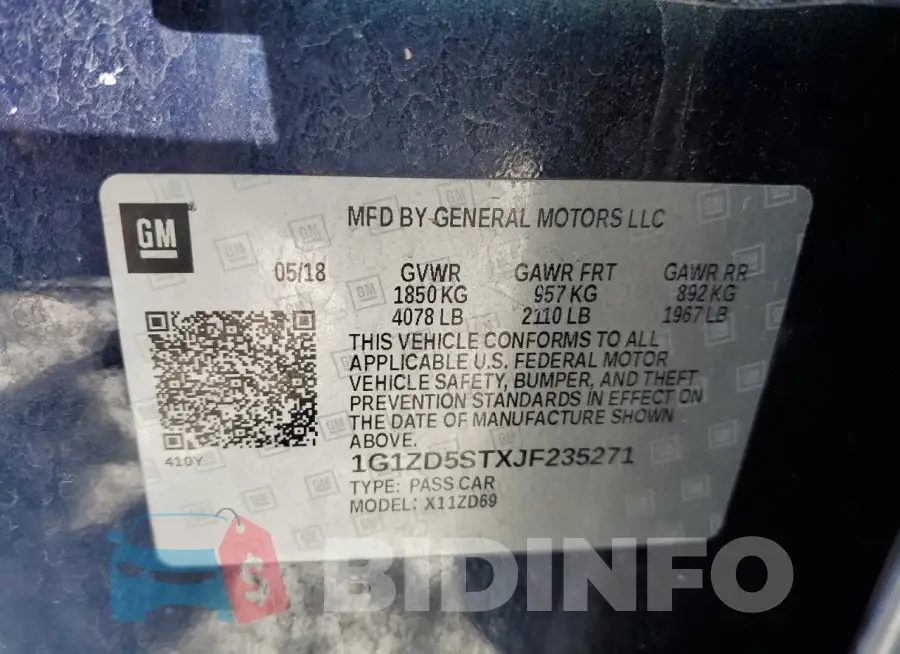 GM
MFD BY GENERAL MOTORS LLC
05/18 GVWR GAWR FRT GAWR RR
1850 KG 957 KG 892 KG
4078 LB 2110 LB 1967 LB
THIS VEHICLE CONFORMS TO ALL
APPLICABLE U.S. FEDERAL MOTOR
VEHICLE SAFETY, BUMPER, AND THEFT
PREVENTION STANDARDS IN EFFECT ON
THE DATE OF MANUFACTURE SHOWN
ABOVE.
410Y
1G1ZD5STXJF235271
TYPE: PASS CAR
MODEL: X11ZD69
$ BIDINFO